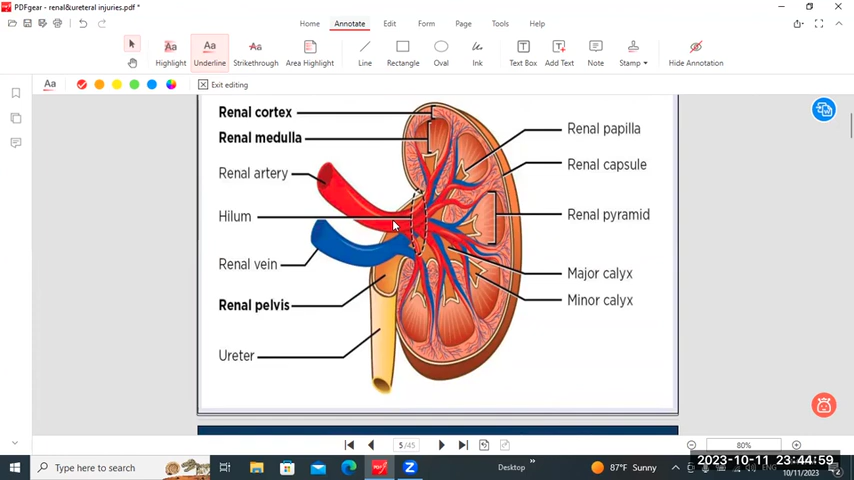 PDFgear - renal&ureteral injuries.pdf *
Home Annotate Edit Form Page Tools Help
Highlight Underline Strikethrough Area Highlight Line Rectangle Oval Ink Text Box Add Text Note Stamp Hide Annotation
Exit editing
Renal cortex
Renal medulla
Renal artery
Hilum
Renal vein
Renal pelvis
Ureter
Renal papilla
Renal capsule
Renal pyramid
Major calyx
Minor calyx
5/45
80%
2023-10-11 23:44:59
Type here to search
Desktop
87°F Sunny
ENG
10/11/2023